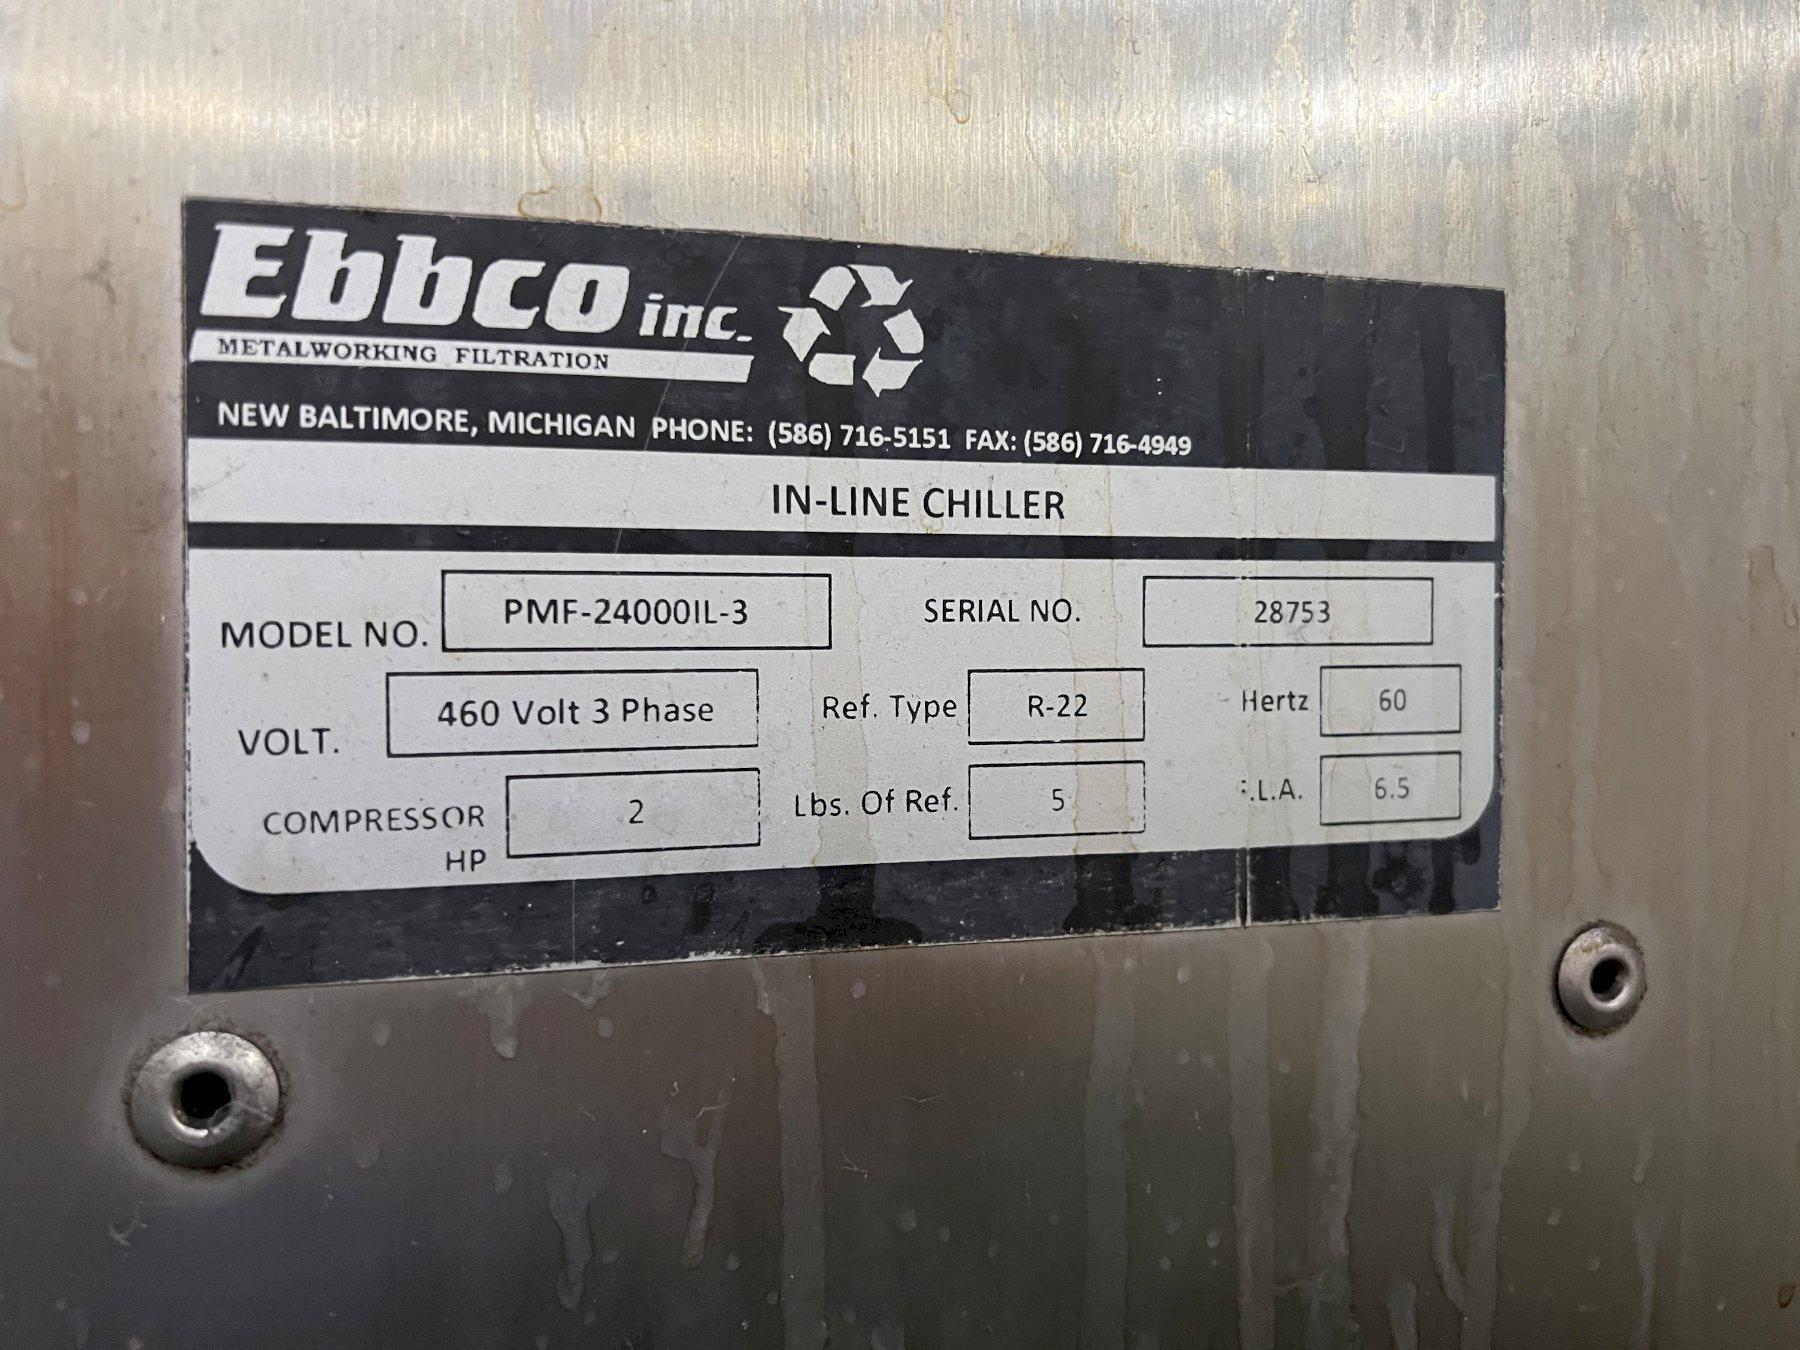 Ebbco inc.
METALWORKING FILTRATION
NEW BALTIMORE, MICHIGAN PHONE: (586) 716-5151 FAX: (586) 716-4949
IN-LINE CHILLER
MODEL NO. PMF-24000IL-3 SERIAL NO. 28753
VOLT. 460 Volt 3 Phase Ref. Type R-22 Hertz 60
COMPRESSOR HP 2 Lbs. Of Ref. 5 F.L.A. 6.5